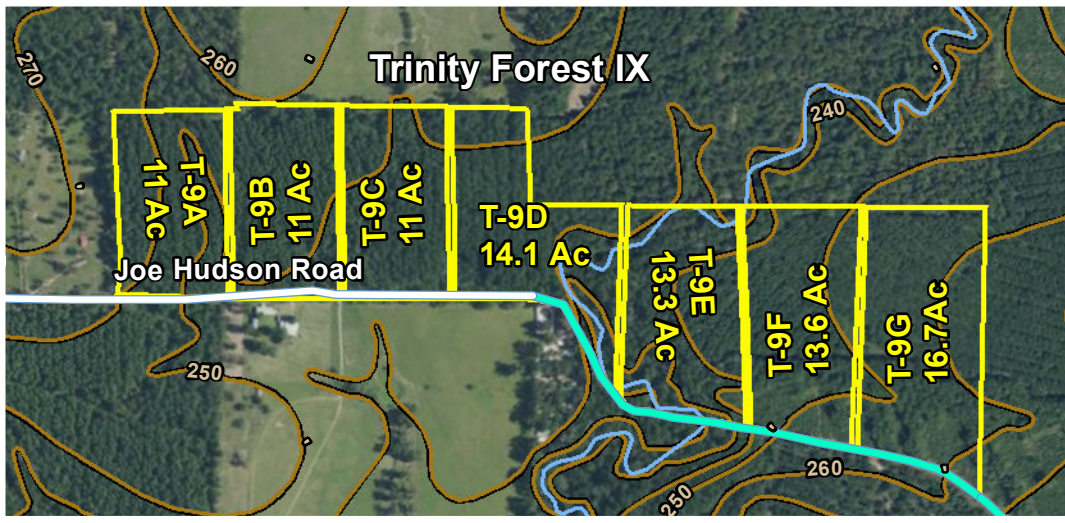 Trinity Forest IX
270
260
240
T-9A
11 Ac
T-9B
11 Ac
T-9C
11 Ac
T-9D
14.1 Ac
T-9E
13.3 Ac
T-9F
13.6 Ac
T-9G
16.7Ac
Joe Hudson Road
250
250
260